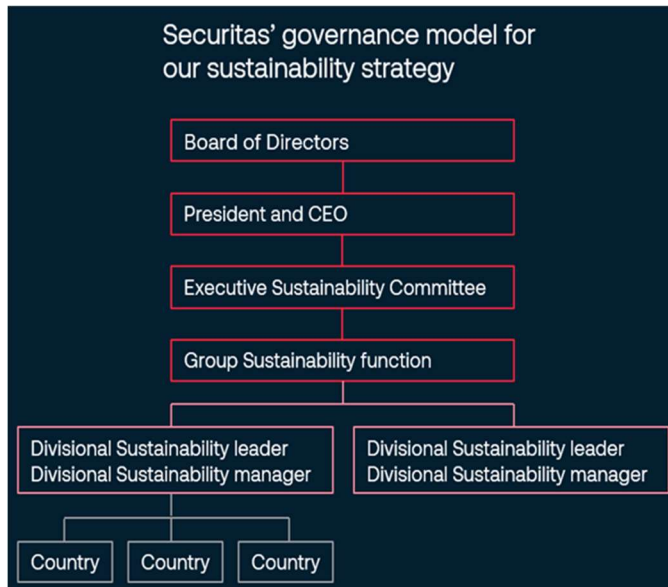 Securitas’ governance model for
our sustainability strategy
Board of Directors
President and CEO
Executive Sustainability Committee
Group Sustainability function
Divisional Sustainability leader
Divisional Sustainability manager
Divisional Sustainability leader
Divisional Sustainability manager
Country
Country
Country